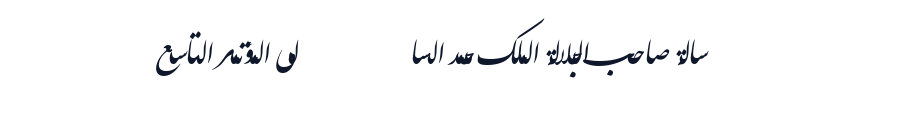 سالة صاحب الجلالة الملك محمد السا لى المؤتمر التاسع